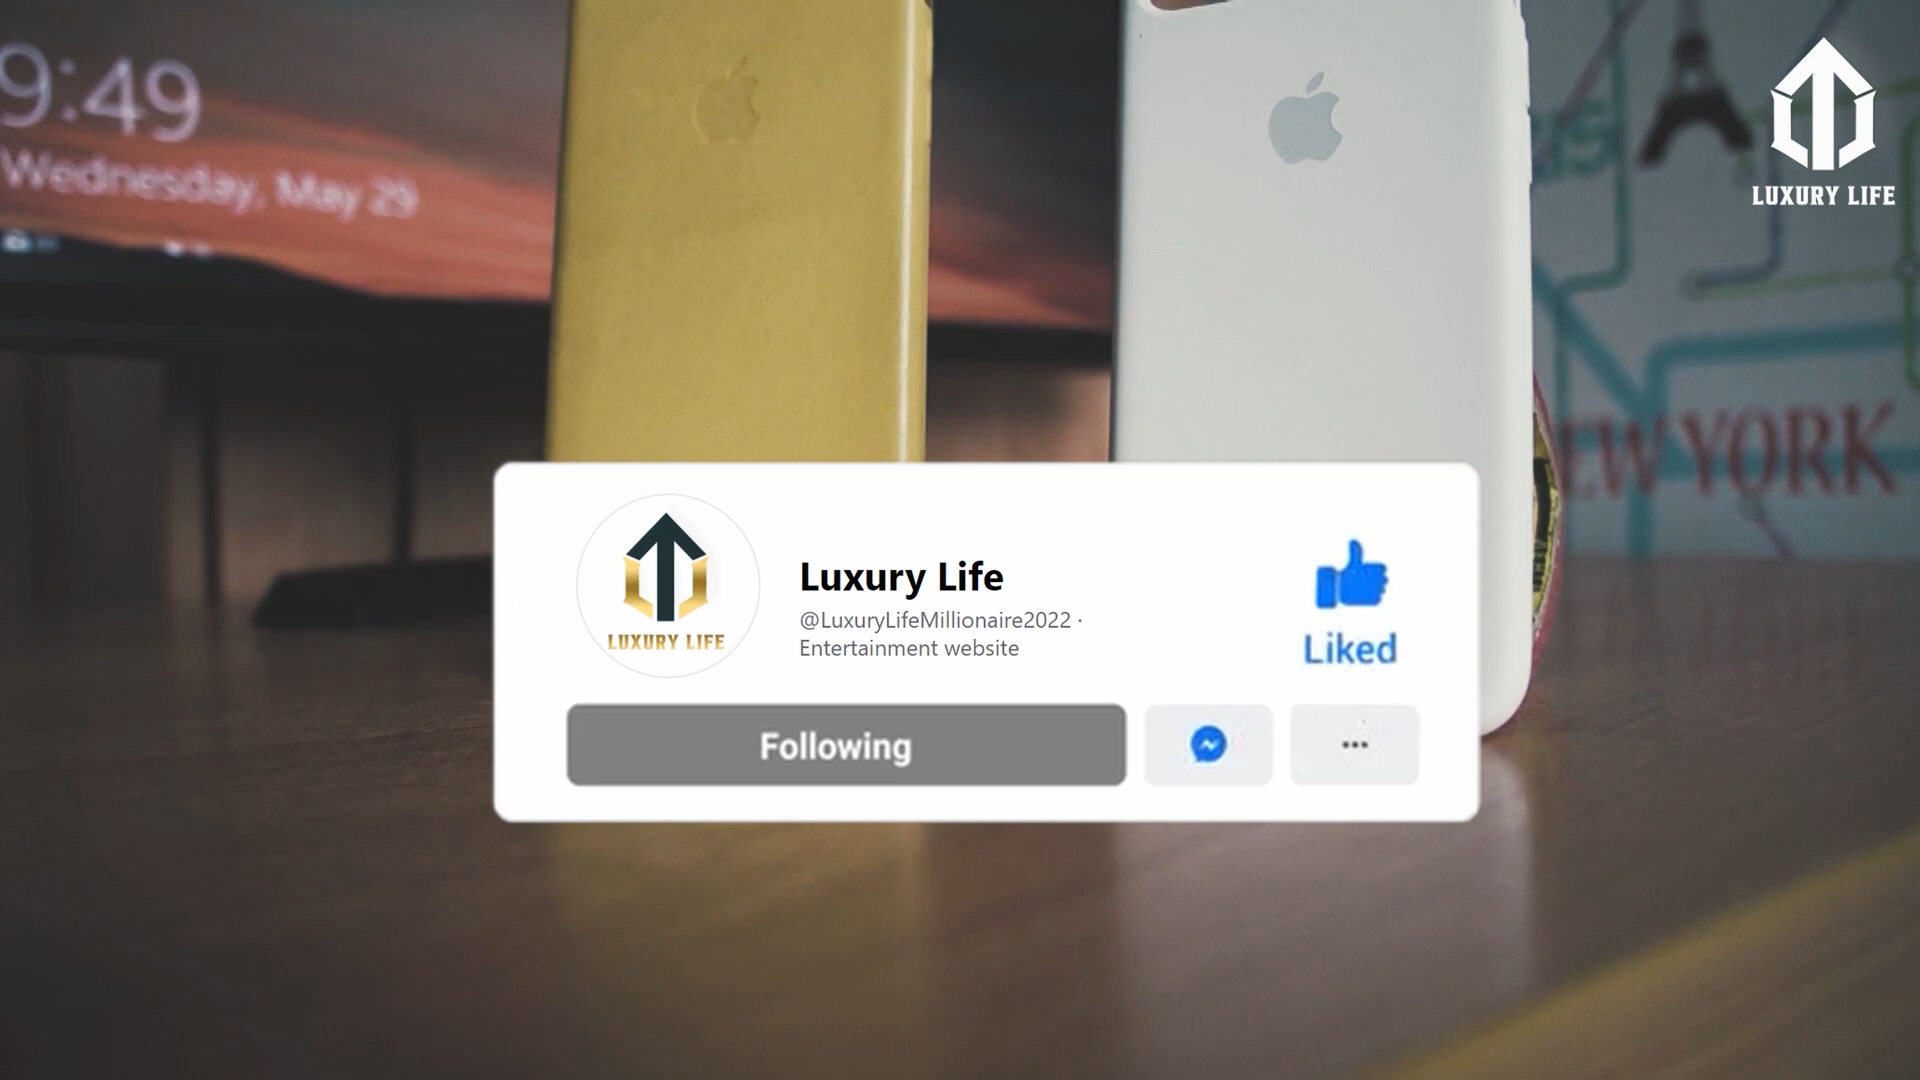 9:49
Wednesday, May 29
LUXURY LIFE
NEW YORK
LUXURY LIFE
Luxury Life
@LuxuryLifeMillionaire2022 ·
Entertainment website
Liked
Following